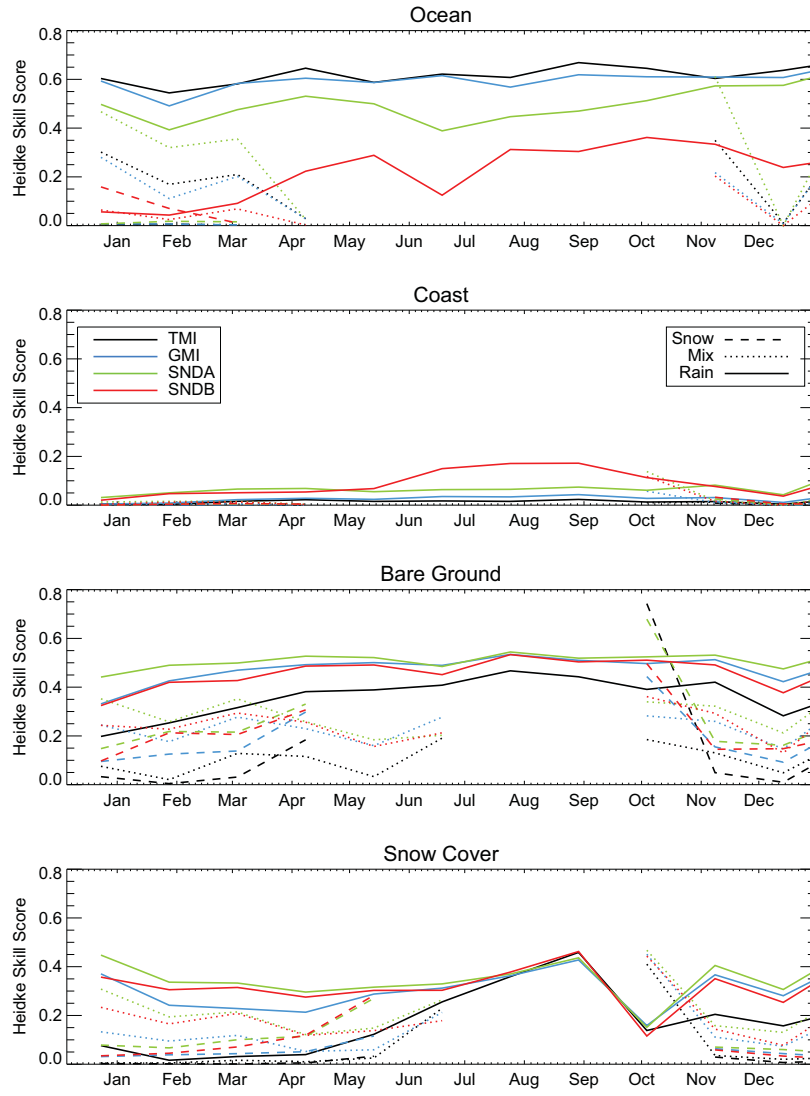 Ocean
0.8
0.6
0.4
0.2
0.0
Heidke Skill Score
Jan Feb Mar Apr May Jun Jul Aug Sep Oct Nov Dec
Coast
0.8
0.6
0.4
0.2
0.0
Heidke Skill Score
TMI
GMI
SNDA
SNDB
Snow
Mix
Rain
Jan Feb Mar Apr May Jun Jul Aug Sep Oct Nov Dec
Bare Ground
0.8
0.6
0.4
0.2
0.0
Heidke Skill Score
Jan Feb Mar Apr May Jun Jul Aug Sep Oct Nov Dec
Snow Cover
0.8
0.6
0.4
0.2
0.0
Heidke Skill Score
Jan Feb Mar Apr May Jun Jul Aug Sep Oct Nov Dec